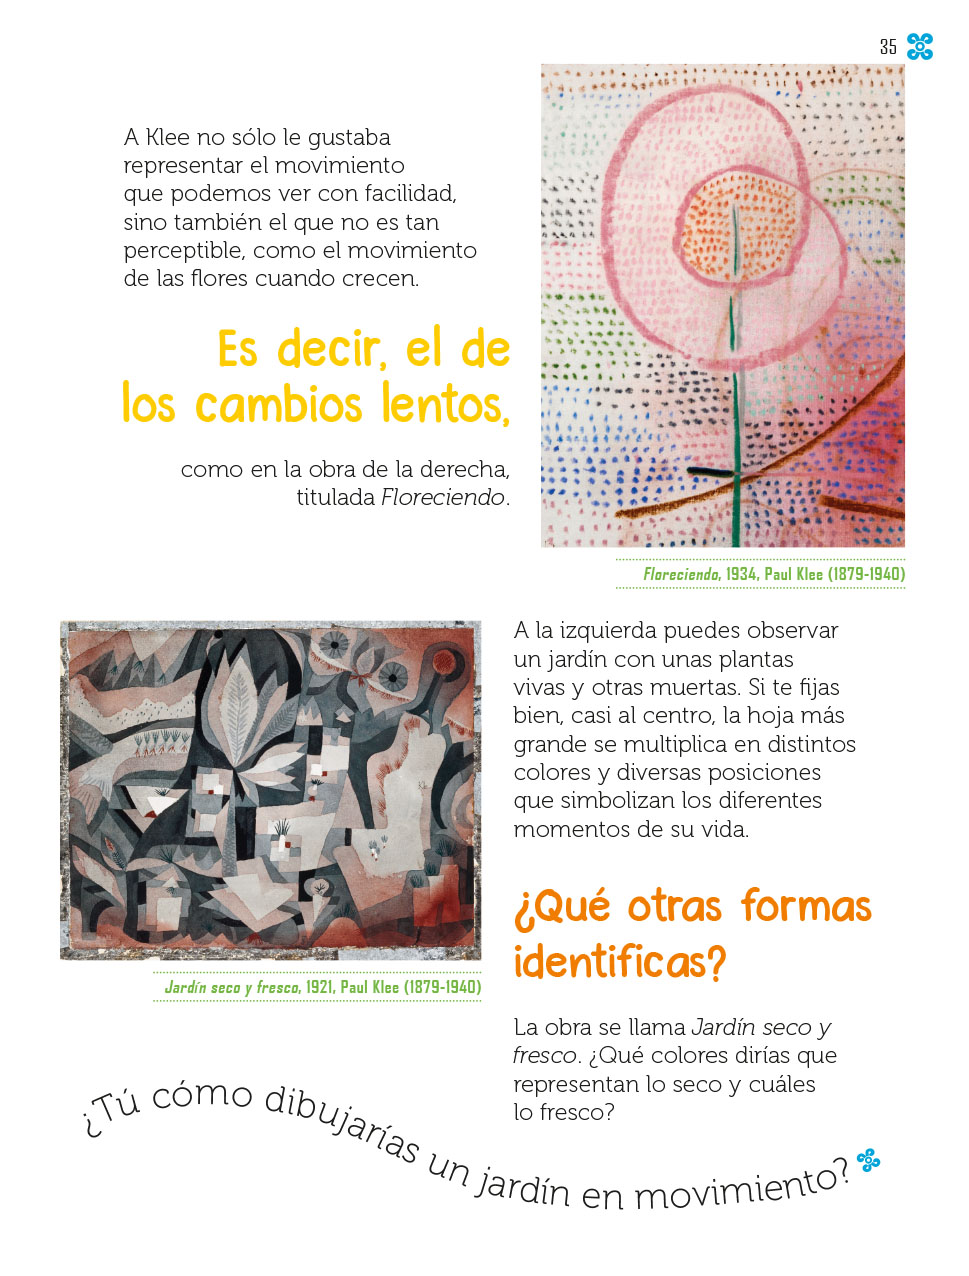 35
A Klee no sólo le gustaba
representar el movimiento
que podemos ver con facilidad,
sino también el que no es tan
perceptible, como el movimiento
de las flores cuando crecen.
Es decir, el de
los cambios lentos,
como en la obra de la derecha,
titulada Floreciendo.
Floreciendo, 1934, Paul Klee (1879-1940)
A la izquierda puedes observar
un jardín con unas plantas
vivas y otras muertas. Si te fijas
bien, casi al centro, la hoja más
grande se multiplica en distintos
colores y diversas posiciones
que simbolizan los diferentes
momentos de su vida.
Jardín seco y fresco, 1921, Paul Klee (1879-1940)
¿Qué otras formas
identificas?
La obra se llama Jardín seco y
fresco. ¿Qué colores dirías que
representan lo seco y cuáles
lo fresco?
¿Tú cómo dibujarías un jardín en movimiento?